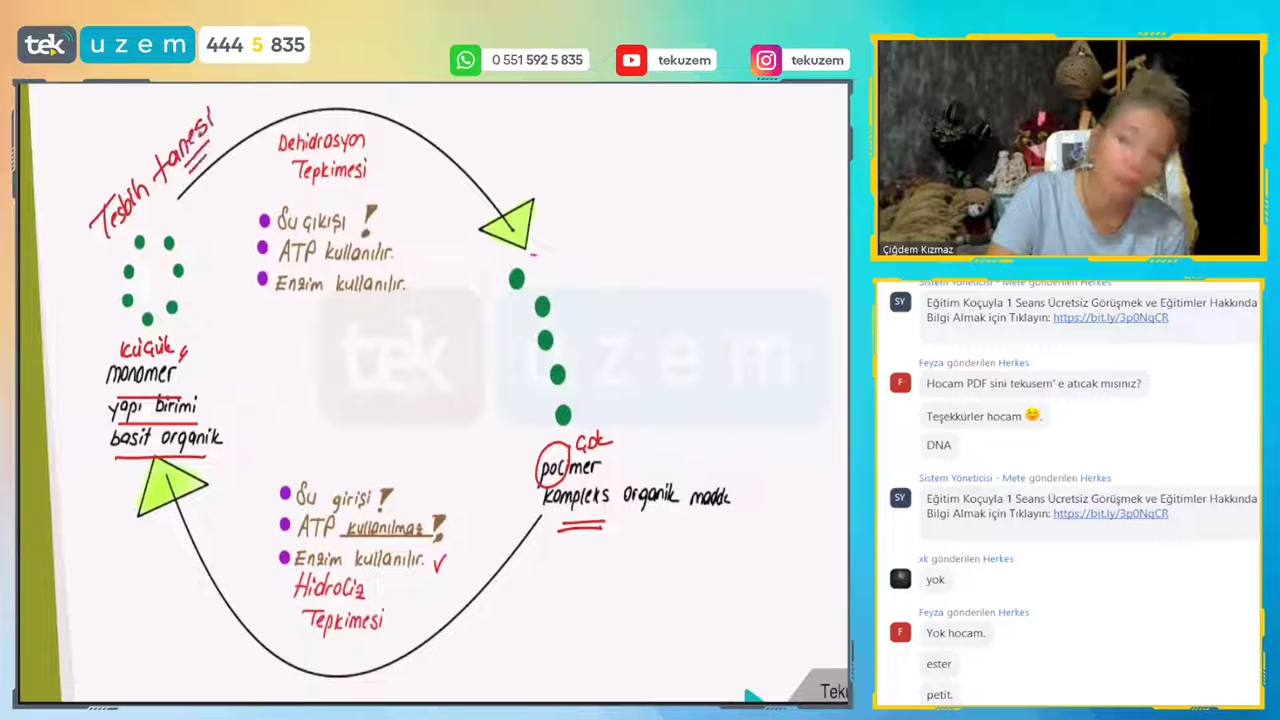 tek uzem 444 5 835
0 551 592 5 835
tekuzem
tekuzem
Tesbih tanesi
Dehidrasyon
Tepkimesi
Su çıkışı !
ATP kullanılır.
Enzim kullanılır.
küçük
monomer
yapı birimi
basit organik
çok
polimer
kompleks organik madde
Su girişi !
ATP kullanılmaz !
Enzim kullanılır. ✓
Hidroliz
Tepkimesi
tek uzem
Teku
Çiğdem Kızmaz
Sistem Yöneticisi - Mete gönderilen Herkes
SY
Eğitim Koçuyla 1 Seans Ücretsiz Görüşmek ve Eğitimler Hakkında
Bilgi Almak için Tıklayın: https://bit.ly/3p0NqCR
Feyza gönderilen Herkes
F
Hocam PDF sini tekusem' e atıcak mısınız?
Teşekkürler hocam 😊.
DNA
Sistem Yöneticisi - Mete gönderilen Herkes
SY
Eğitim Koçuyla 1 Seans Ücretsiz Görüşmek ve Eğitimler Hakkında
Bilgi Almak için Tıklayın: https://bit.ly/3p0NqCR
xk gönderilen Herkes
yok
Feyza gönderilen Herkes
F
Yok hocam.
ester
petit.